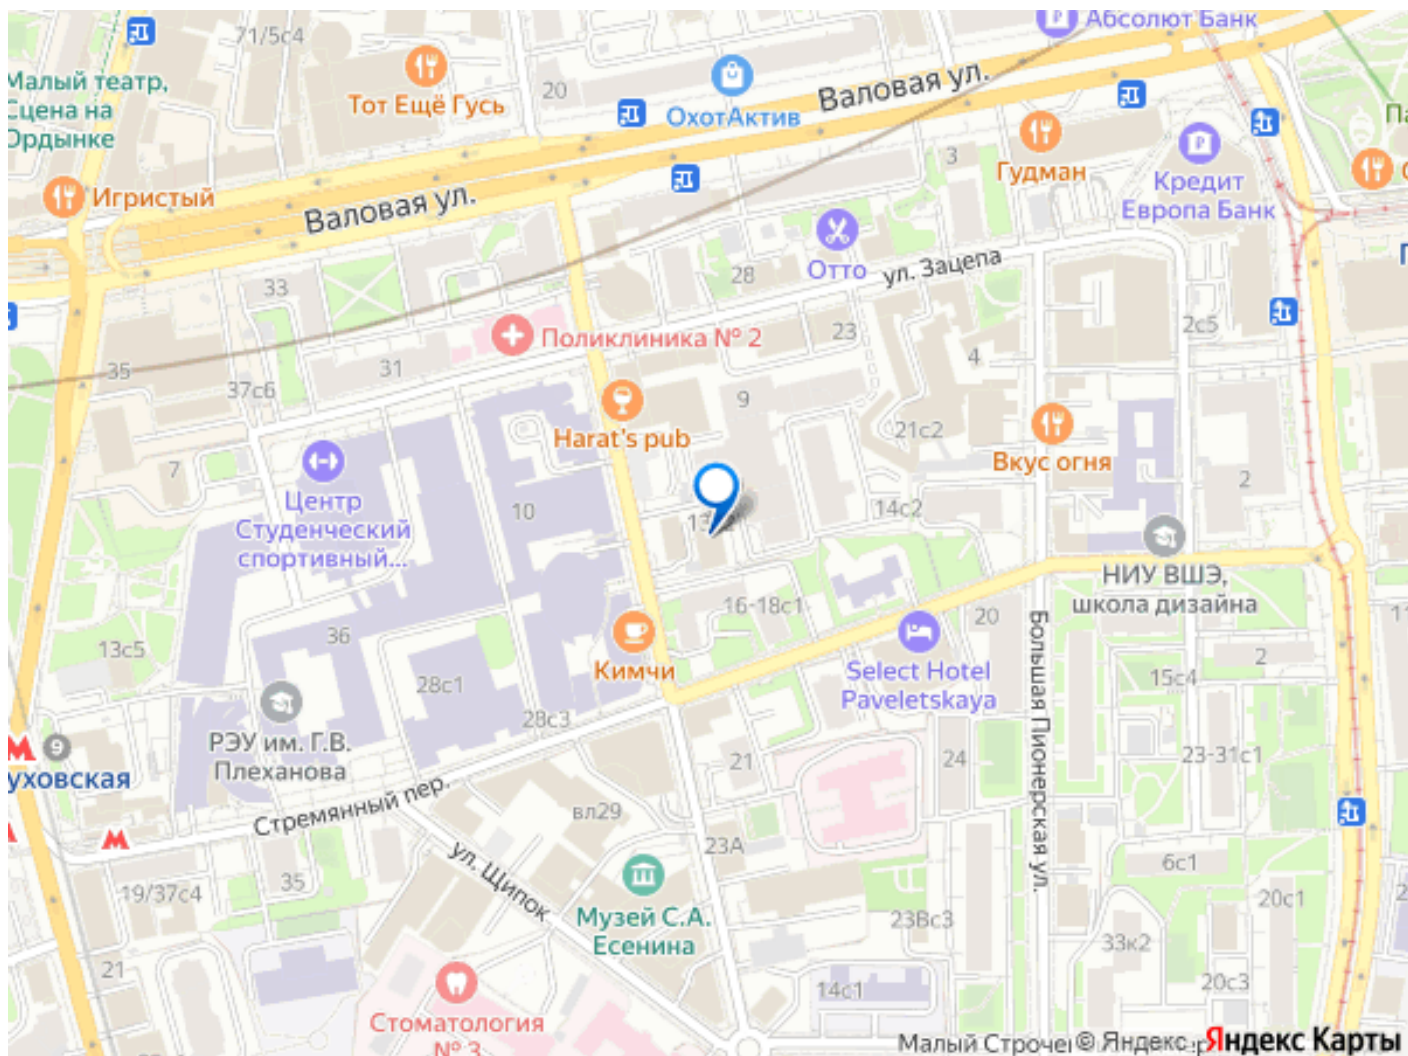 71/5с4
Абсолют Банк
Малый театр,
Сцена на
Ордынке
Тот Ещё Гусь
20
ОхотАктив
Валовая ул.
Гудман
3
Кредит
Европа Банк
Игристый
Валовая ул.
Отто
ул. Зацепа
28
33
2с5
Поликлиника № 2
23
4
35
31
37с6
9
Harat's pub
21с2
Вкус огня
7
2
Центр
Студенческий
спортивный...
10
14с2
НИУ ВШЭ,
школа дизайна
16-18с1
20
36
13с5
Кимчи
Select Hotel
Paveletskaya
Большая Пионерская ул.
2
15с4
28с1
28с3
РЭУ им. Г.В.
Плеханова
9
уховская
21
24
23-31с1
Стремянный пер.
вл29
23А
ул. Щипок
6с1
19/37с4
35
Музей С.А.
Есенина
23Вс3
20с1
33к2
21
14с1
20с3
Стоматология
№ 3
Малый Строче
© Яндекс
Яндекс Карты